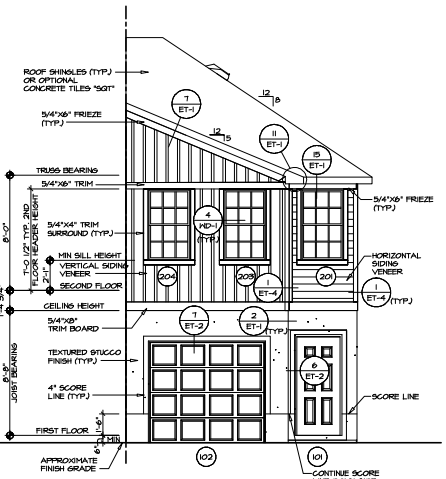 ROOF SHINGLES (TYP.)
OR OPTIONAL
CONCRETE TILES "SQT"
7
ET-1
12
8
5/4"X6" FRIEZE
(TYP.)
12
5
11
ET-1
15
ET-1
TRUSS BEARING
5/4"X6" TRIM
5/4"X6" FRIEZE
(TYP.)
8'-0"
7'-0 1/2" TYP. 2ND
FLOOR HEADER HEIGHT
5/4"X4" TRIM
SURROUND (TYP.)
4
WD-1
(TYP.)
MIN SILL HEIGHT
VERTICAL SIDING
VENEER
2'-1"
SECOND FLOOR
204
203
201
HORIZONTAL
SIDING
VENEER
1
ET-4
1
ET-4
(TYP.)
CEILING HEIGHT
5/4"X8"
TRIM BOARD
7
ET-2
2
ET-1
(TYP.)
TEXTURED STUCCO
FINISH (TYP.)
8'-8"
JOIST BEARING
6
ET-2
4" SCORE
LINE (TYP.)
SCORE LINE
1'-6"
FIRST FLOOR
6"
MIN
APPROXIMATE
FINISH GRADE
102
101
CONTINUE SCORE